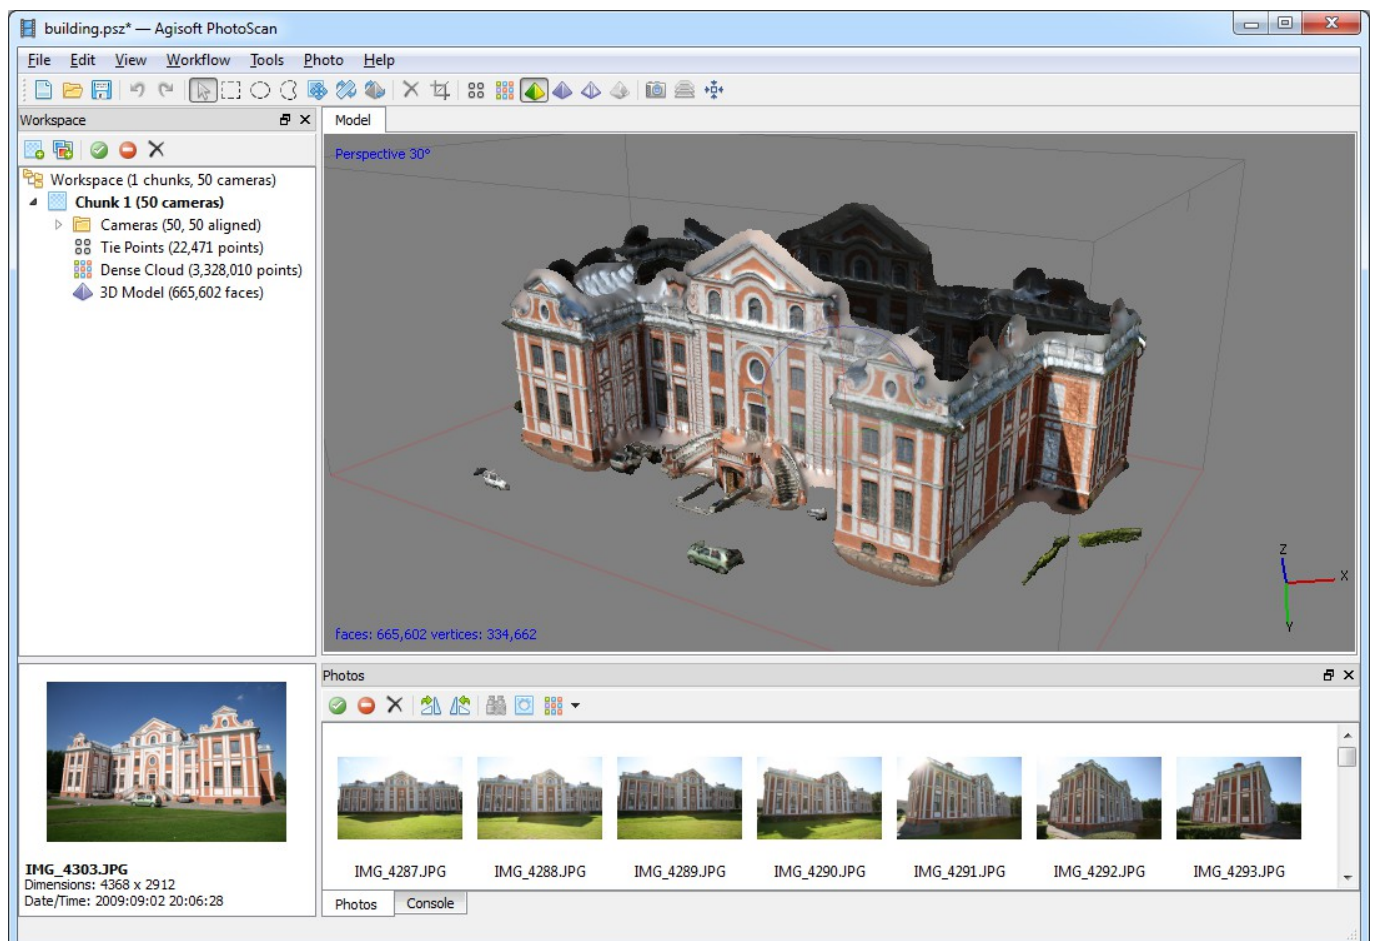 building.psz* — Agisoft PhotoScan
File Edit View Workflow Tools Photo Help
Workspace
Model
Perspective 30°
Workspace (1 chunks, 50 cameras)
Chunk 1 (50 cameras)
Cameras (50, 50 aligned)
Tie Points (22,471 points)
Dense Cloud (3,328,010 points)
3D Model (665,602 faces)
Z
X
Y
faces: 665,602 vertices: 334,662
Photos
IMG_4287.JPG IMG_4288.JPG IMG_4289.JPG IMG_4290.JPG IMG_4291.JPG IMG_4292.JPG IMG_4293.JPG
IMG_4303.JPG
Dimensions: 4368 x 2912
Date/Time: 2009:09:02 20:06:28
Photos Console